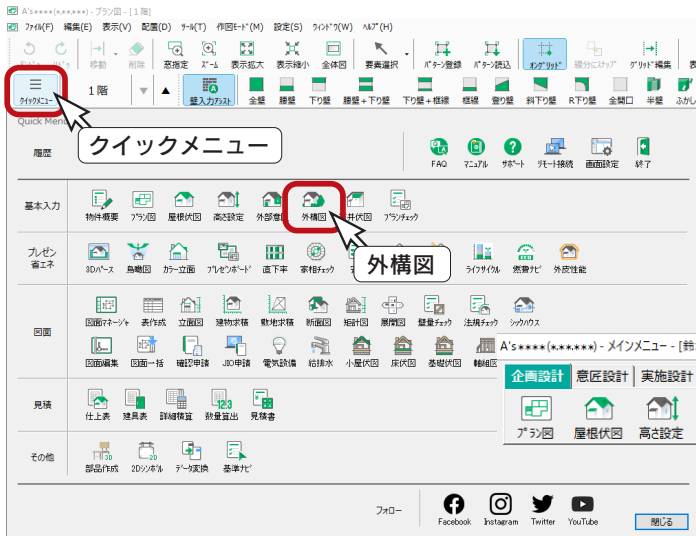 A's****(*.**.***) - プラン図 - [1 階]
ﾌｧｲﾙ(F) 編集(E) 表示(V) 配置(D) ﾂｰﾙ(T) 作図ﾓｰﾄﾞ(M) 設定(S) ｳｨﾝﾄﾞｳ(W) ﾍﾙﾌﾟ(H)
移動 削除 窓指定 ｽﾞｰﾑ 表示拡大 表示縮小 全体図 要素選択 ﾊﾟﾀｰﾝ登録 ﾊﾟﾀｰﾝ読込 ｵﾝｸﾞﾘｯﾄﾞ 線分にｽﾅｯﾌﾟ ｸﾞﾘｯﾄﾞ編集 表
ｸｲｯｸﾒﾆｭｰ 1 階 ▼ ▲ 壁入力ｱｼｽﾄ 全壁 腰壁 下り壁 腰壁＋下り壁 下り壁＋框線 框線 登り壁 斜下り壁 R下り壁 全開口 半壁 ふかし
Quick Menu
クイックメニュー
履歴
FAQ ﾏﾆｭｱﾙ ｻﾎﾟｰﾄ ﾘﾓｰﾄ接続 画面設定 終了
基本入力
物件概要 ﾌﾟﾗﾝ図 屋根伏図 高さ設定 外部意匠 外構図 天井伏図 ﾌﾟﾗﾝﾁｪｯｸ
外構図
プレゼン
省エネ
3Dﾊﾟｰｽ 鳥瞰図 ｶﾗｰ立面 ﾌﾟﾚｾﾞﾝﾎﾞｰﾄﾞ 直下率 家相ﾁｪｯｸ ﾗｲﾌｻｲｸﾙ 燃費ﾅﾋﾞ 外皮性能
図面
図面ﾏﾈｰｼﾞｬ 表作成 立面図 建物求積 敷地求積 断面図 矩計図 展開図 壁量ﾁｪｯｸ 法規ﾁｪｯｸ ｼｯｸﾊｳｽ
図面編集 図面一括 確認申請 JIO申請 電気設備 給排水 小屋伏図 床伏図 基礎伏図 軸組図
A's****(*.**.***) - メインメニュー - [鈴
企画設計 意匠設計 実施設計
ﾌﾟﾗﾝ図 屋根伏図 高さ設定
見積
仕上表 建具表 詳細積算 数量算出 見積書
その他
部品作成 2Dｼﾝﾎﾞﾙ ﾃﾞｰﾀ変換 基準ﾅﾋﾞ
フォロー
Facebook Instagram Twitter YouTube
閉じる